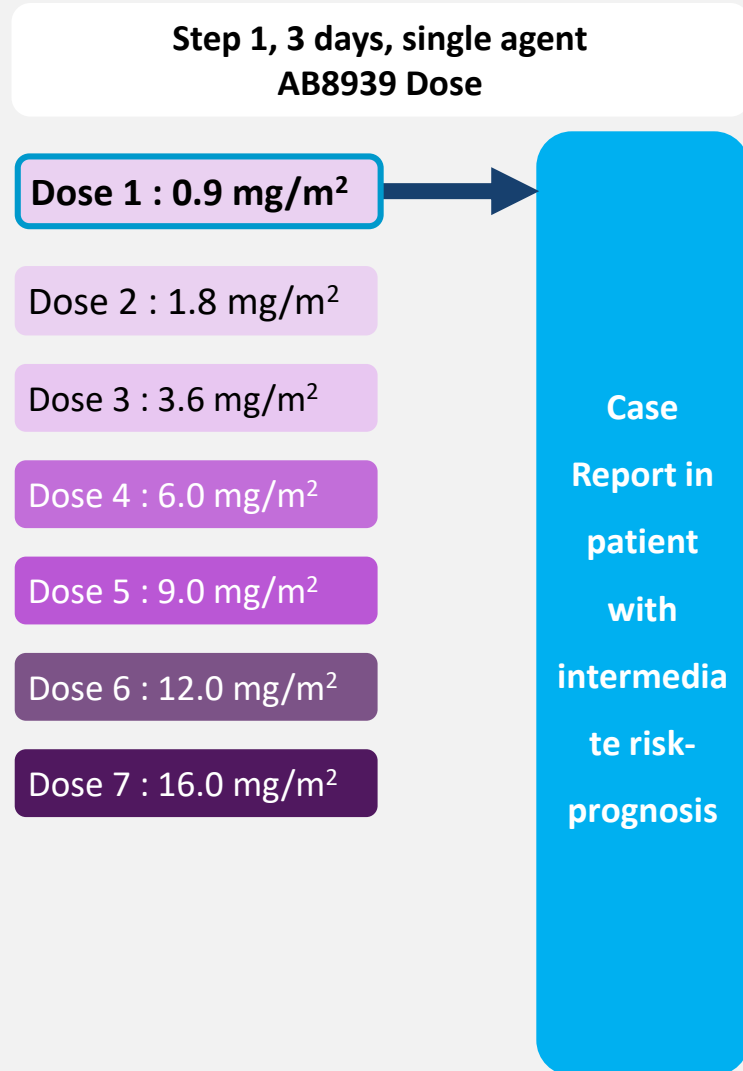 Step 1, 3 days, single agent
AB8939 Dose
Dose 1 : 0.9 mg/m²
Dose 2 : 1.8 mg/m²
Dose 3 : 3.6 mg/m²
Dose 4 : 6.0 mg/m²
Dose 5 : 9.0 mg/m²
Dose 6 : 12.0 mg/m²
Dose 7 : 16.0 mg/m²
Case
Report in
patient
with
intermedia
te risk-
prognosis